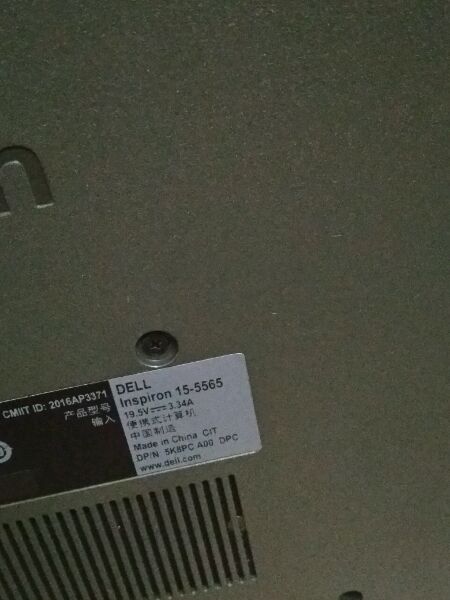 n
CMIIT ID: 2016AP3371
产品型号
输入
DELL
Inspiron 15-5565
19.5V⎓3.34A
便携式计算机
中国制造
Made in China CIT
DP/N 5K8PC A00 DPC
www.dell.com